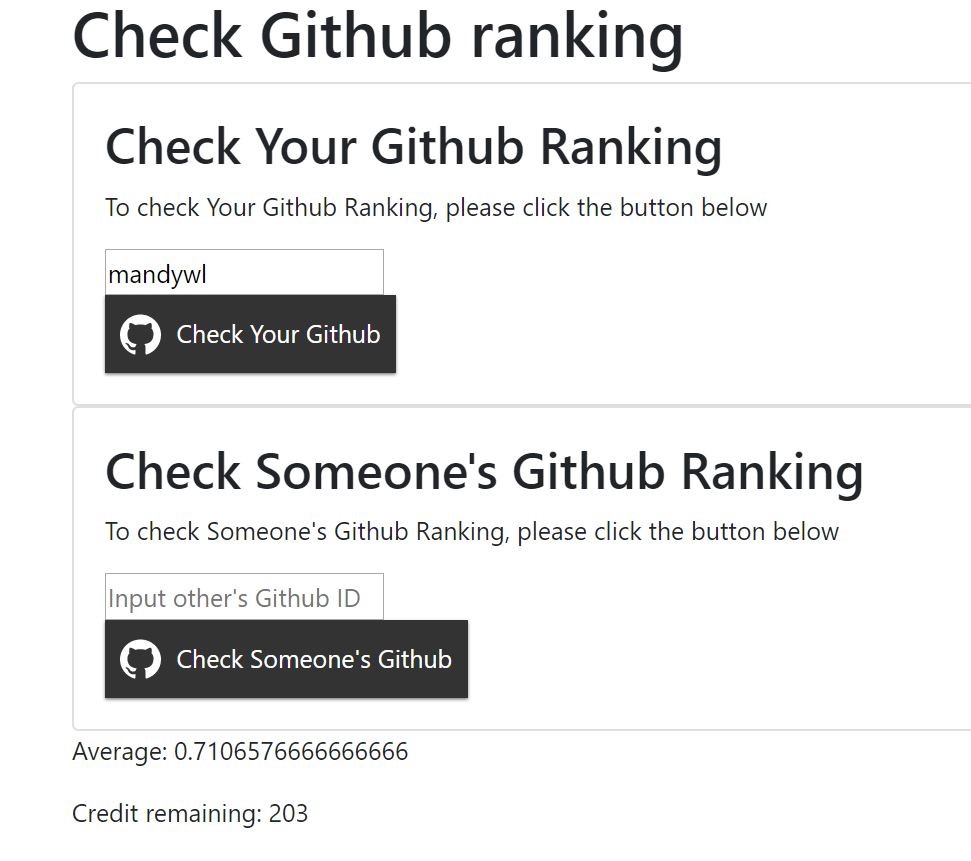 Check Github ranking
Check Your Github Ranking
To check Your Github Ranking, please click the button below
mandywl
Check Your Github
Check Someone's Github Ranking
To check Someone's Github Ranking, please click the button below
Input other's Github ID
Check Someone's Github
Average: 0.7106576666666666
Credit remaining: 203